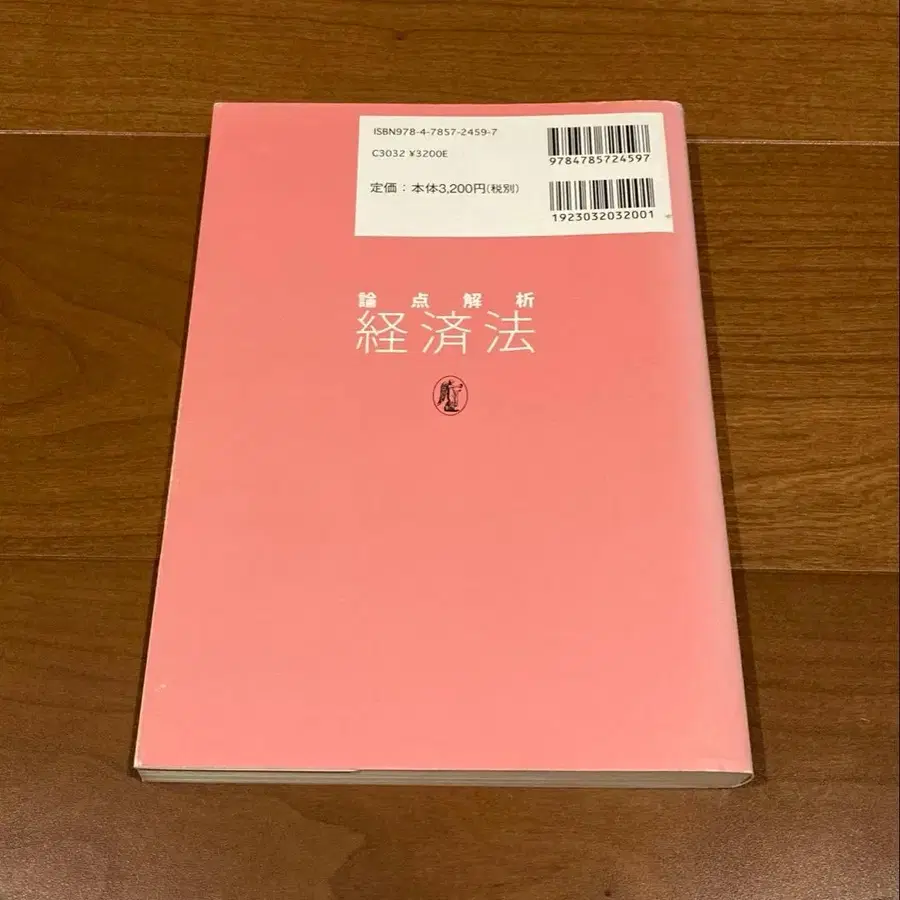 ISBN978-4-7857-2459-7
C3032 ¥3200E
定価：本体3,200円(税別)
9784785724597
1923032032001
論点解析
経済法